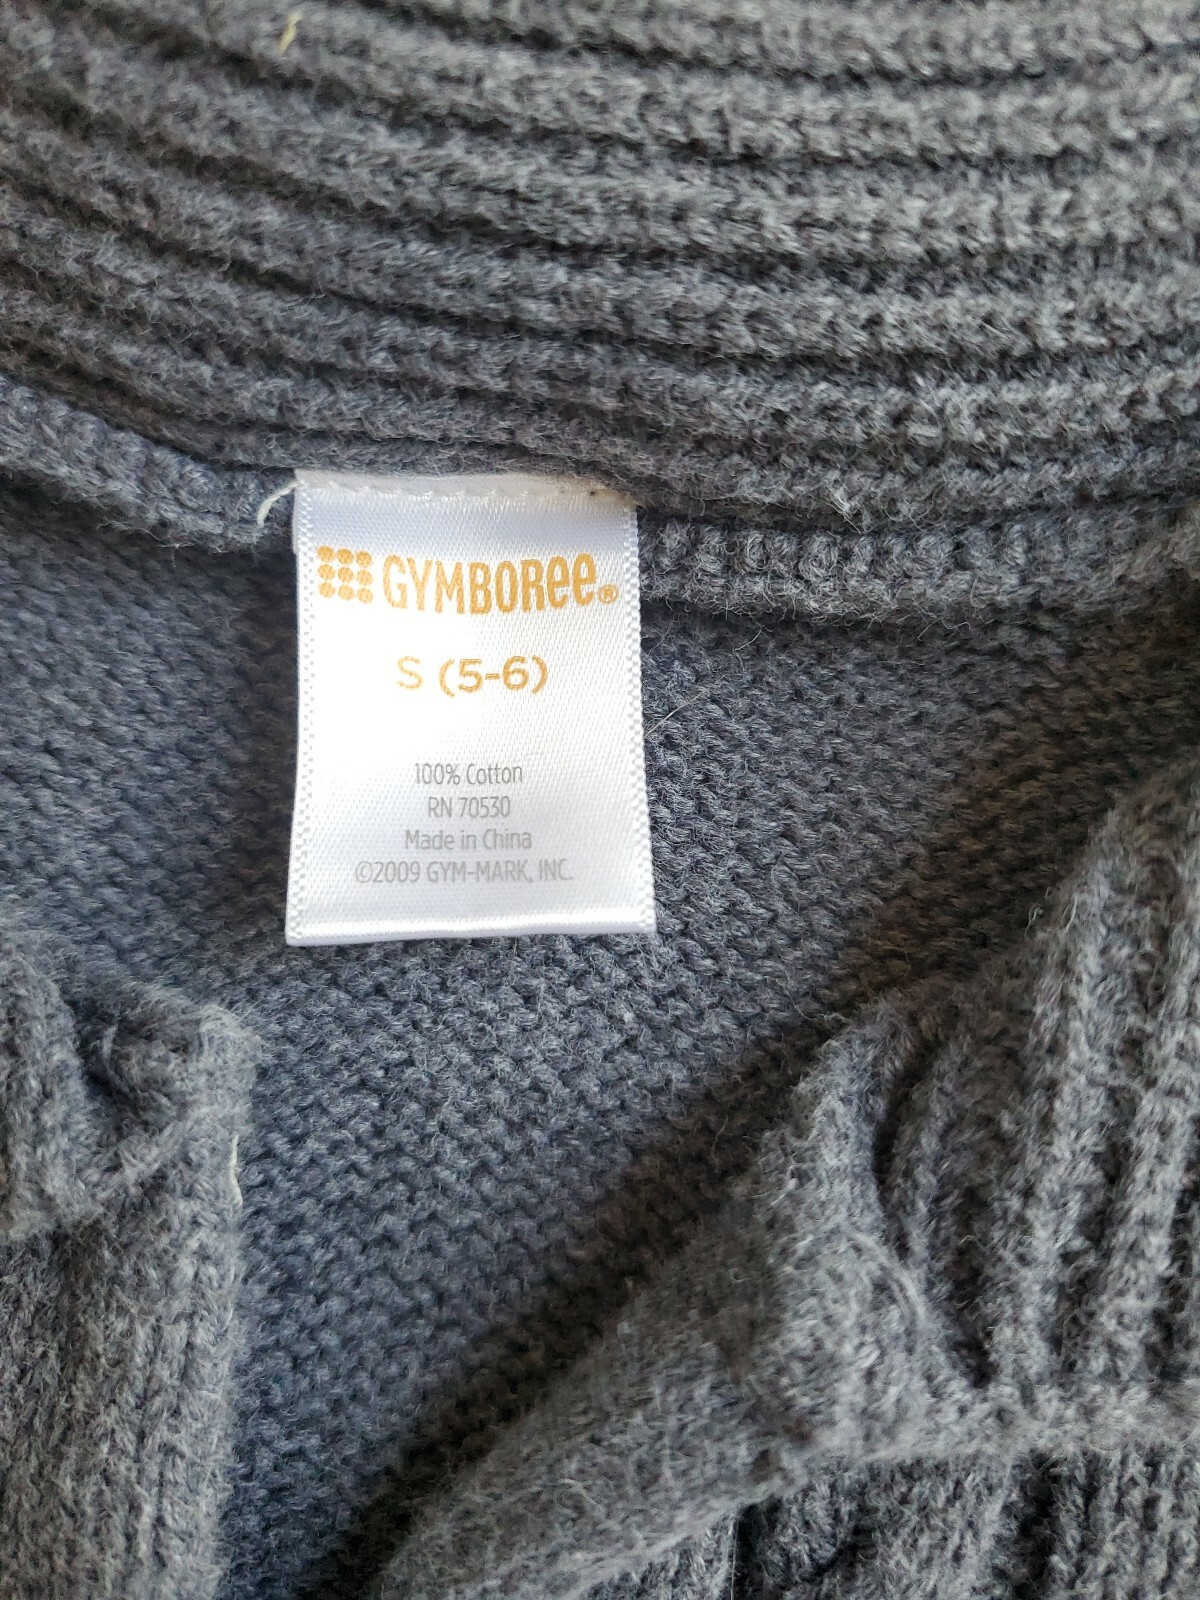 GYMBOREE®
S (5-6)
100% Cotton
RN 70530
Made in China
©2009 GYM-MARK, INC.